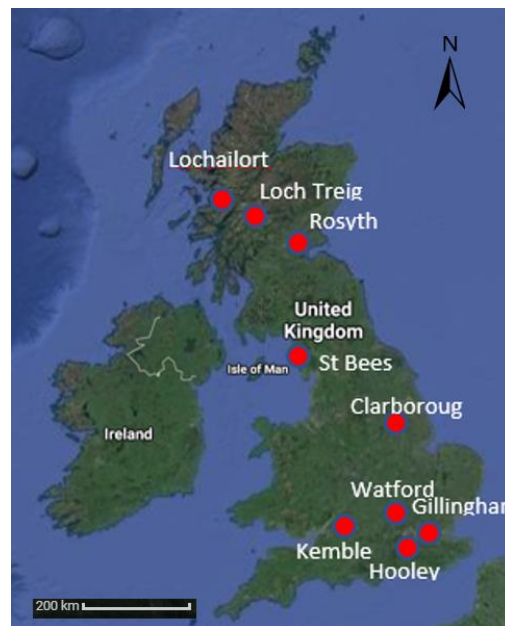 N
Lochailort
Loch Treig
Rosyth
United
Kingdom
Isle of Man
St Bees
Ireland
Clarboroug
Watford
Gillinghar
Kemble
Hooley
200 km